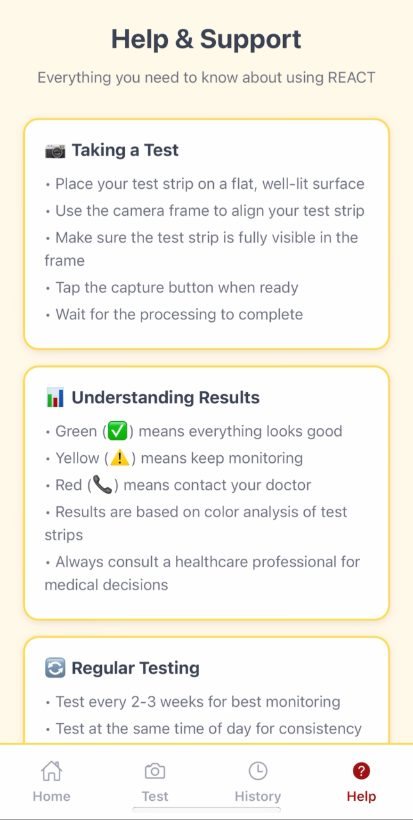 Help & Support
Everything you need to know about using REACT
📷 Taking a Test
• Place your test strip on a flat, well-lit surface
• Use the camera frame to align your test strip
• Make sure the test strip is fully visible in the
frame
• Tap the capture button when ready
• Wait for the processing to complete
📊 Understanding Results
• Green (✅) means everything looks good
• Yellow (⚠️) means keep monitoring
• Red (📞) means contact your doctor
• Results are based on color analysis of test
strips
• Always consult a healthcare professional for
medical decisions
🔄 Regular Testing
• Test every 2-3 weeks for best monitoring
• Test at the same time of day for consistency
Home Test History Help